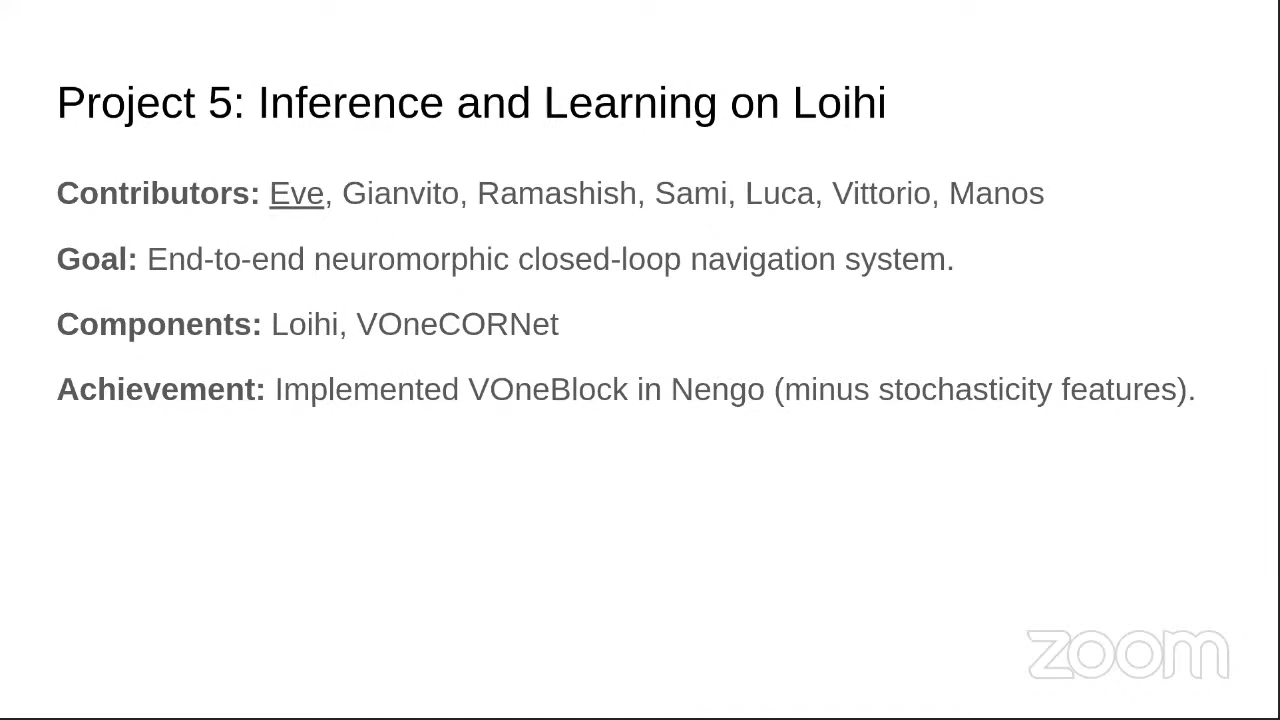 Project 5: Inference and Learning on Loihi
Contributors: Eve, Gianvito, Ramashish, Sami, Luca, Vittorio, Manos
Goal: End-to-end neuromorphic closed-loop navigation system.
Components: Loihi, VOneCORNet
Achievement: Implemented VOneBlock in Nengo (minus stochasticity features).
zoom